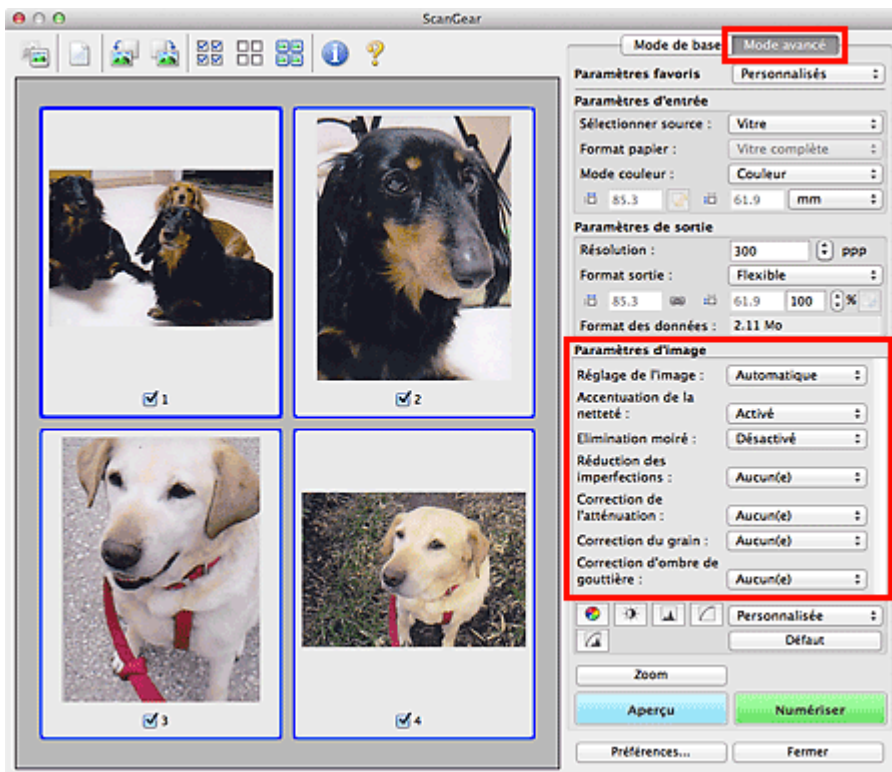 ScanGear
Mode de base Mode avancé
Paramètres favoris Personnalisés
Paramètres d'entrée
Sélectionner source : Vitre
Format papier : Vitre complète
Mode couleur : Couleur
85.3 61.9 mm
Paramètres de sortie
Résolution : 300 ppp
Format sortie : Flexible
85.3 61.9 100 %
Format des données : 2.11 Mo
Paramètres d'image
Réglage de l'image : Automatique
Accentuation de la
netteté : Activé
Elimination moiré : Désactivé
Réduction des
imperfections : Aucun(e)
Correction de
l'atténuation : Aucun(e)
Correction du grain : Aucun(e)
Correction d'ombre de
gouttière : Aucun(e)
Personnalisée
Défaut
Zoom
Aperçu Numériser
Préférences... Fermer
1
2
3
4